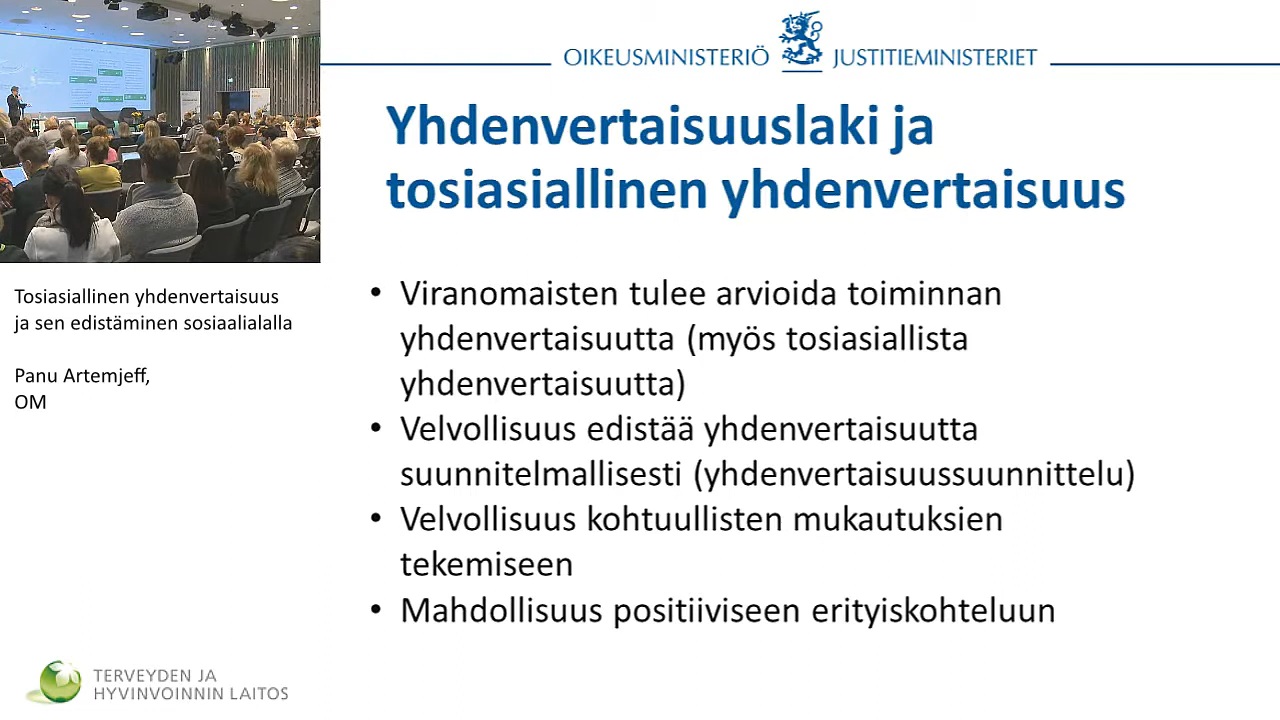 OIKEUSMINISTERIÖ JUSTITIEMINISTERIET
Yhdenvertaisuuslaki ja
tosiasiallinen yhdenvertaisuus
• Viranomaisten tulee arvioida toiminnan
yhdenvertaisuutta (myös tosiasiallista
yhdenvertaisuutta)
• Velvollisuus edistää yhdenvertaisuutta
suunnitelmallisesti (yhdenvertaisuussuunnittelu)
• Velvollisuus kohtuullisten mukautuksien
tekemiseen
• Mahdollisuus positiiviseen erityiskohteluun
Tosiasiallinen yhdenvertaisuus
ja sen edistäminen sosiaalialalla
Panu Artemjeff,
OM
TERVEYDEN JA
HYVINVOINNIN LAITOS